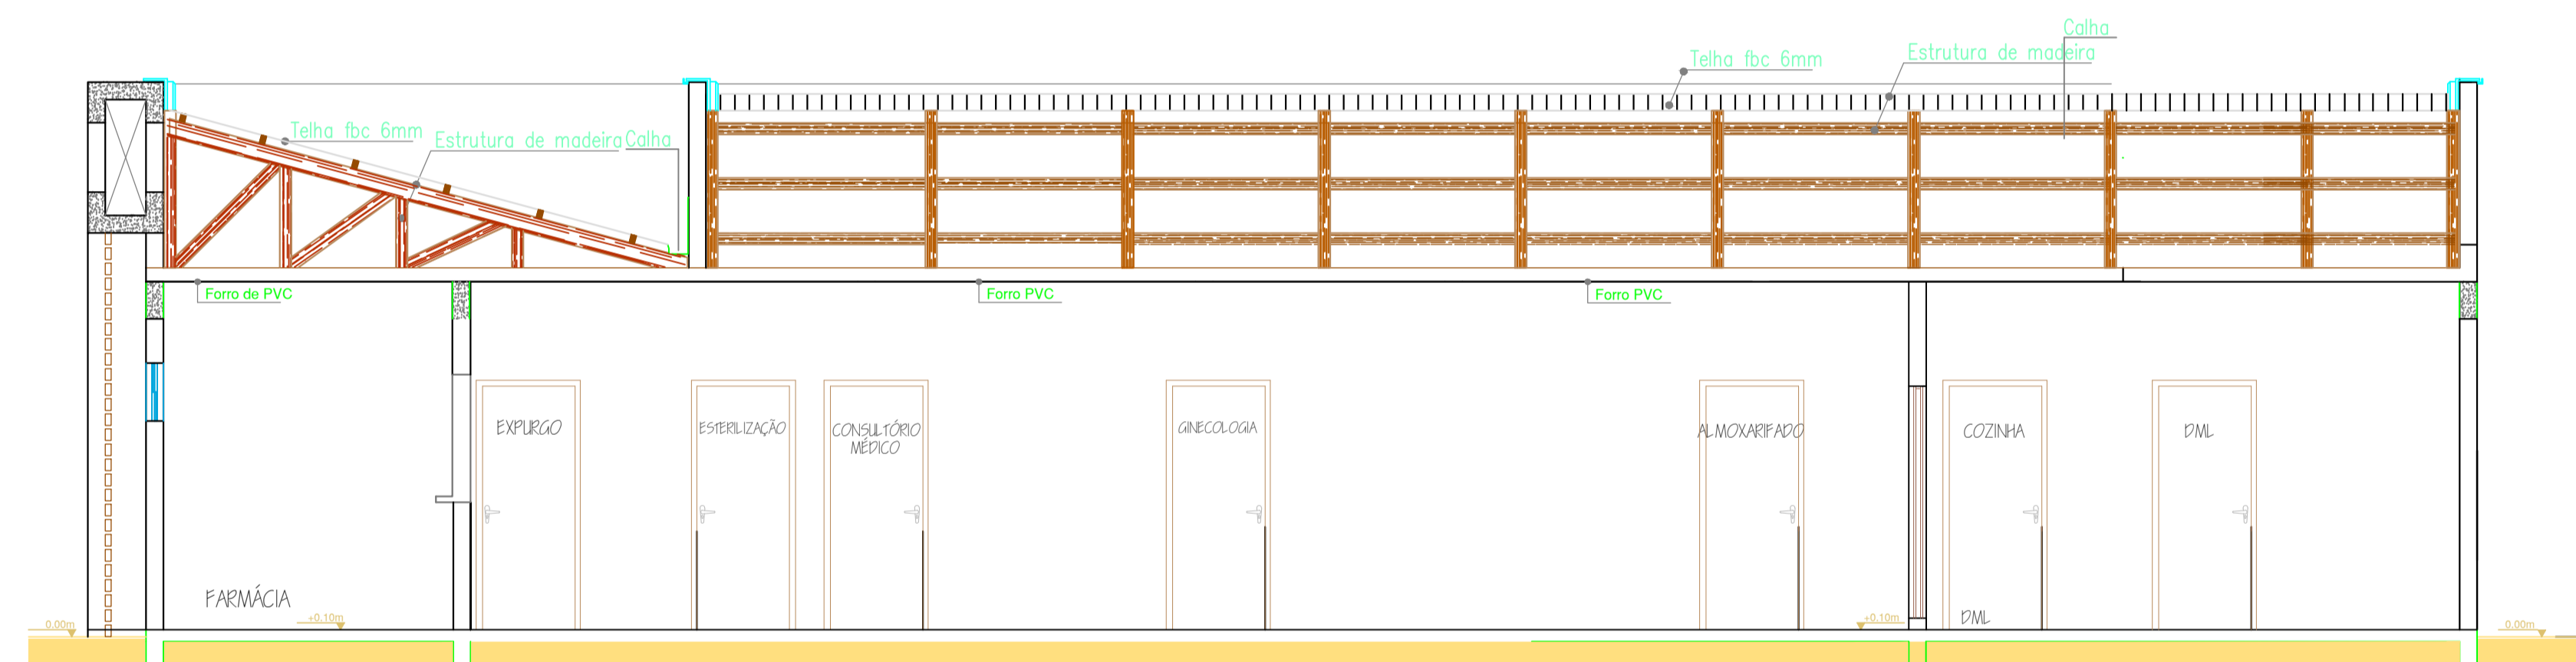 Calha
Telha fbc 6mm
Estrutura de madeira
Telha fbc 6mm
Estrutura de madeira
Calha
Forro de PVC
Forro PVC
Forro PVC
EXPURGO
ESTERILIZAÇÃO
CONSULTÓRIO
MÉDICO
GINECOLOGIA
ALMOXARIFADO
COZINHA
DML
FARMÁCIA
DML
0.00m
+0.10m
+0.10m
0.00m